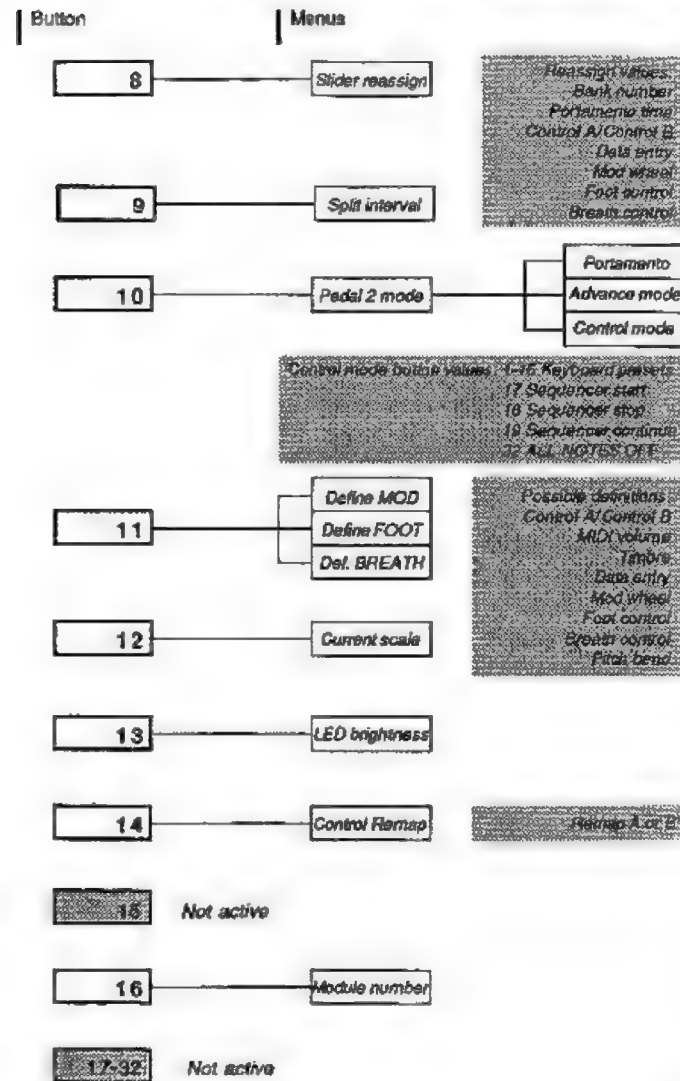 Button Menus
8 Slider reassign
Reassign values:
Bank number
Portamento time
Control A/Control B
Data entry
Mod wheel
Foot control
Breath control
9 Split interval
10 Pedal 2 mode
Portamento
Advance mode
Control mode
Control mode button values 1-16 Keyboard presets
17 Sequencer start
18 Sequencer stop
19 Sequencer continue
32 ALL NOTES OFF
11
Define MOD
Define FOOT
Def. BREATH
Possible definitions
Control A/Control B
MIDI volume
Timbre
Data entry
Mod wheel
Foot control
Breath control
Pitch bend
12 Current scale
13 LED brightness
14 Control Remap
Remap A or B
15 Not active
16 Module number
17-32 Not active